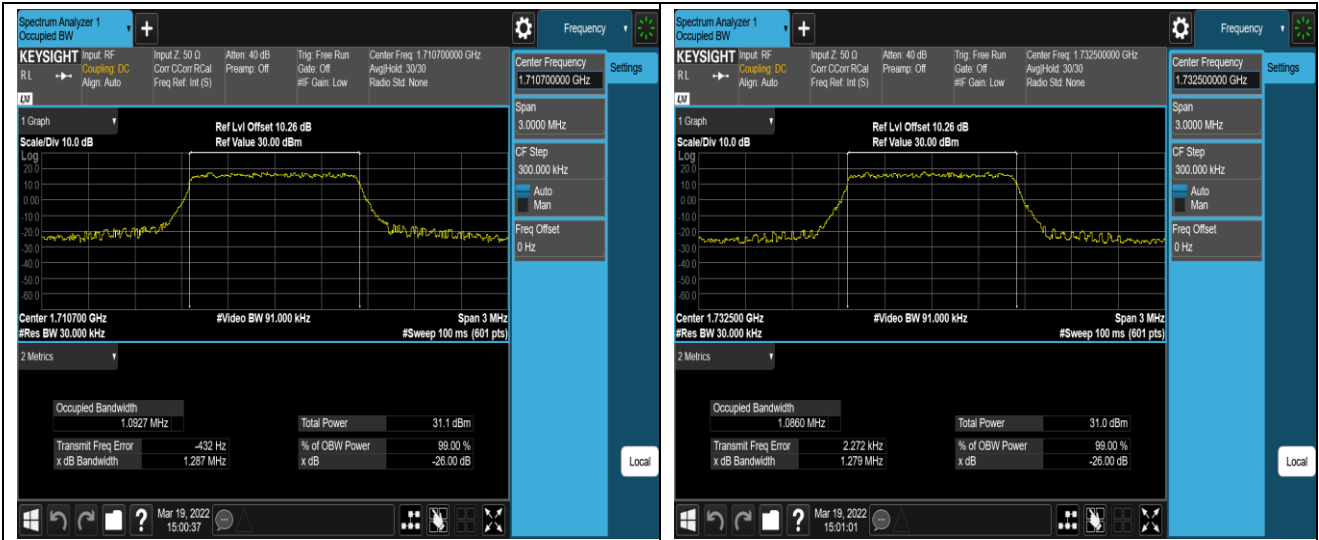 Spectrum Analyzer 1
Occupied BW
Frequency
KEYSIGHT Input: RF Input Z: 50 Ω Atten: 40 dB Trig: Free Run Center Freq: 1.710700000 GHz
Coupling: DC Corr CCorr RCal Preamp: Off Gate: Off Avg|Hold: 30/30
RL Align: Auto Freq Ref: Int (S) #IF Gain: Low Radio Std: None
LXI
Center Frequency
1.710700000 GHz
Settings
Span
3.0000 MHz
CF Step
300.000 kHz
Auto
Man
Freq Offset
0 Hz
1 Graph
Ref Lvl Offset 10.26 dB
Scale/Div 10.0 dB Ref Value 30.00 dBm
Log
20.0
10.0
0.00
-10.0
-20.0
-30.0
-40.0
-50.0
-60.0
Center 1.710700 GHz #Video BW 91.000 kHz Span 3 MHz
#Res BW 30.000 kHz #Sweep 100 ms (601 pts)
2 Metrics
Occupied Bandwidth
1.0927 MHz Total Power 31.1 dBm
Transmit Freq Error -432 Hz % of OBW Power 99.00 %
x dB Bandwidth 1.287 MHz x dB -26.00 dB
Local
Mar 19, 2022
15:00:37
Spectrum Analyzer 1
Occupied BW
Frequency
KEYSIGHT Input: RF Input Z: 50 Ω Atten: 40 dB Trig: Free Run Center Freq: 1.732500000 GHz
Coupling: DC Corr CCorr RCal Preamp: Off Gate: Off Avg|Hold: 30/30
RL Align: Auto Freq Ref: Int (S) #IF Gain: Low Radio Std: None
LXI
Center Frequency
1.732500000 GHz
Settings
Span
3.0000 MHz
CF Step
300.000 kHz
Auto
Man
Freq Offset
0 Hz
1 Graph
Ref Lvl Offset 10.26 dB
Scale/Div 10.0 dB Ref Value 30.00 dBm
Log
20.0
10.0
0.00
-10.0
-20.0
-30.0
-40.0
-50.0
-60.0
Center 1.732500 GHz #Video BW 91.000 kHz Span 3 MHz
#Res BW 30.000 kHz #Sweep 100 ms (601 pts)
2 Metrics
Occupied Bandwidth
1.0860 MHz Total Power 31.0 dBm
Transmit Freq Error 2.272 kHz % of OBW Power 99.00 %
x dB Bandwidth 1.279 MHz x dB -26.00 dB
Local
Mar 19, 2022
15:01:01